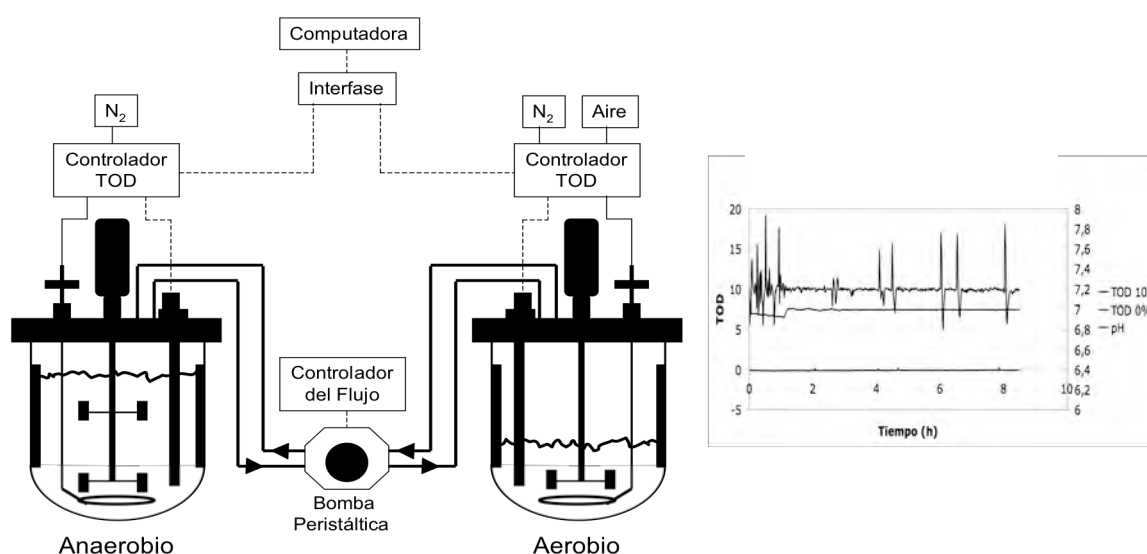 Computadora
Interfase
N2
N2
Aire
Controlador
TOD
Controlador
TOD
Controlador
del Flujo
Bomba
Peristáltica
Anaerobio
Aerobio
20
15
10
5
0
-5
TOD
0
2
4
6
8
10
Tiempo (h)
8
7,8
7,6
7,4
7,2
7
6,8
6,6
6,4
6,2
6
TOD 10
TOD 0%
pH